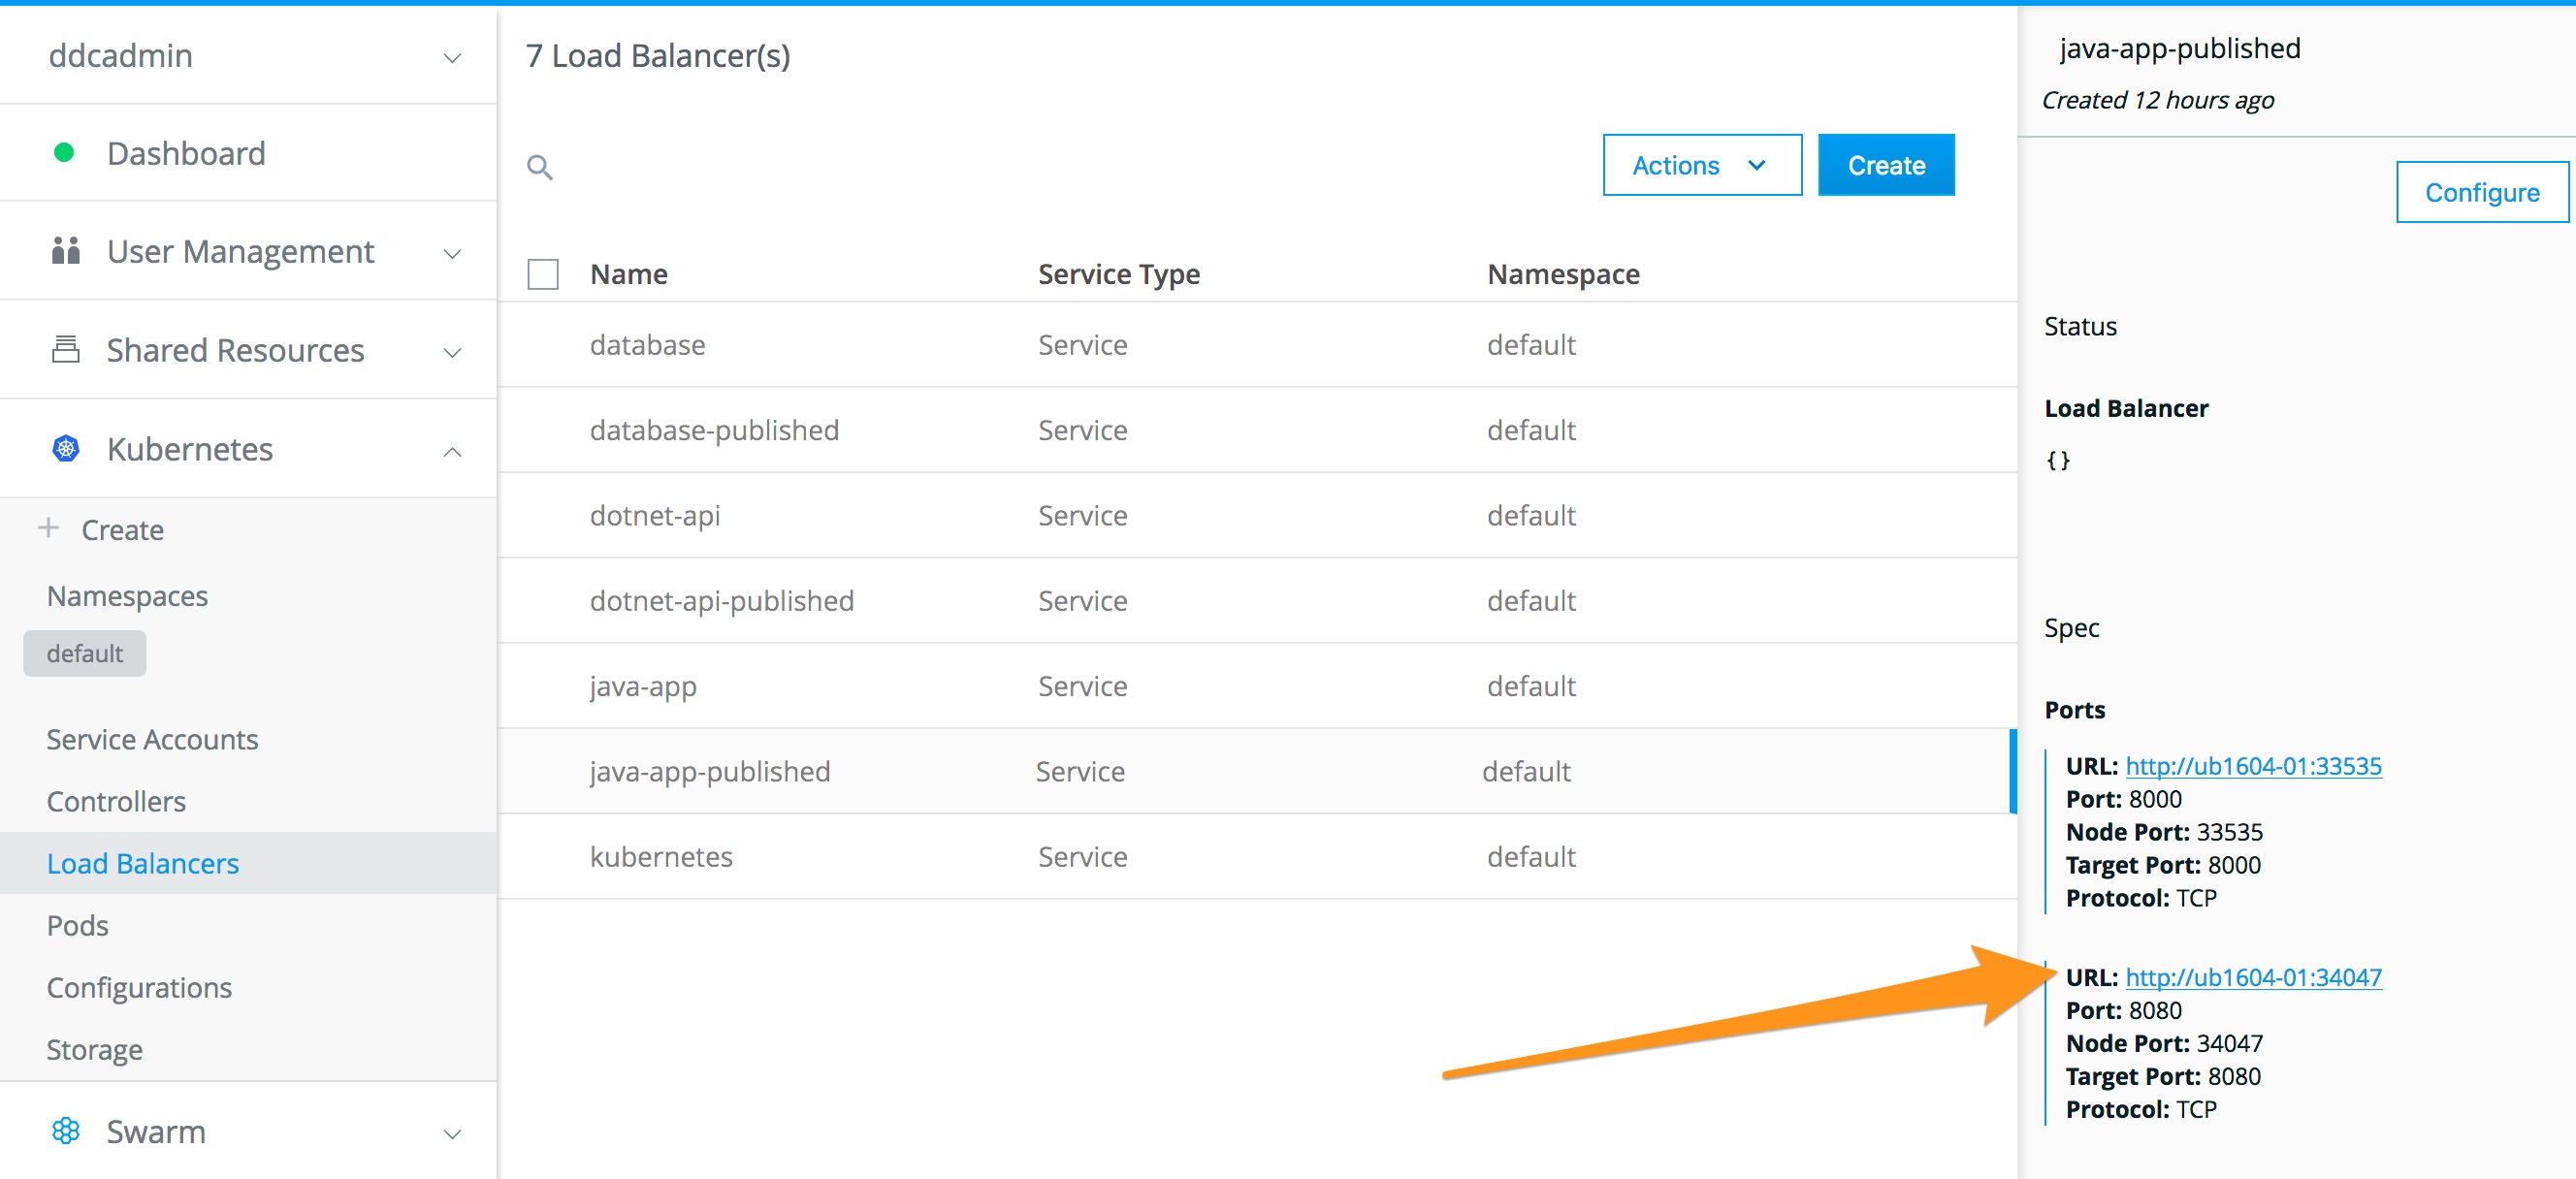 ddcadmin
Dashboard
User Management
Shared Resources
Kubernetes
Create
Namespaces
default
Service Accounts
Controllers
Load Balancers
Pods
Configurations
Storage
Swarm
7 Load Balancer(s)
Actions
Create
Name Service Type Namespace
database Service default
database-published Service default
dotnet-api Service default
dotnet-api-published Service default
java-app Service default
java-app-published Service default
kubernetes Service default
java-app-published
Created 12 hours ago
Configure
Status
Load Balancer
{}
Spec
Ports
URL: http://ub1604-01:33535
Port: 8000
Node Port: 33535
Target Port: 8000
Protocol: TCP
URL: http://ub1604-01:34047
Port: 8080
Node Port: 34047
Target Port: 8080
Protocol: TCP